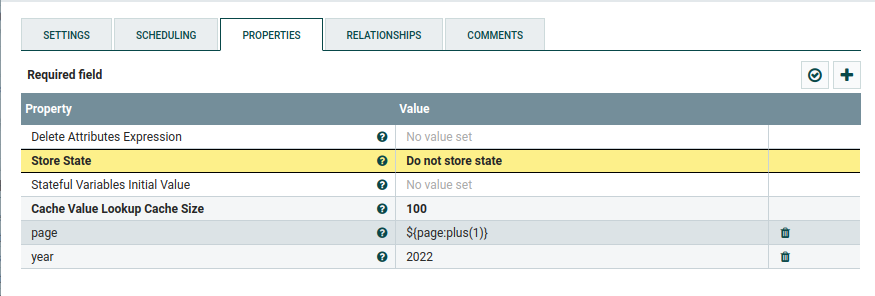 SETTINGS SCHEDULING PROPERTIES RELATIONSHIPS COMMENTS
Required field
Property Value
Delete Attributes Expression No value set
Store State Do not store state
Stateful Variables Initial Value No value set
Cache Value Lookup Cache Size 100
page ${page:plus(1)}
year 2022